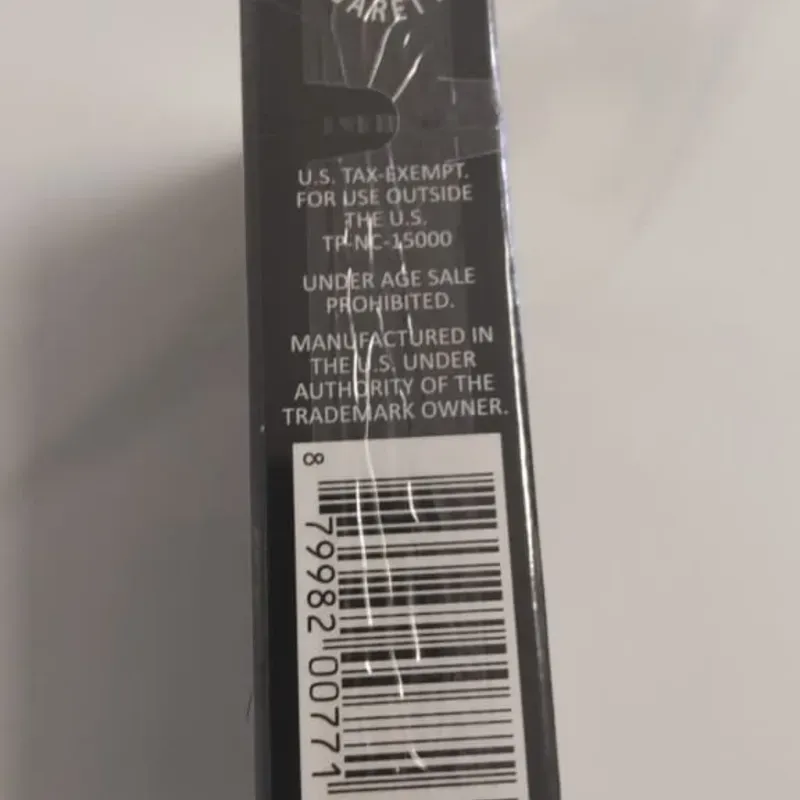 U.S. TAX-EXEMPT.
FOR USE OUTSIDE
THE U.S.
TP-NC-15000
UNDER AGE SALE
PROHIBITED.
MANUFACTURED IN
THE U.S. UNDER
AUTHORITY OF THE
TRADEMARK OWNER.
8 79982 00771